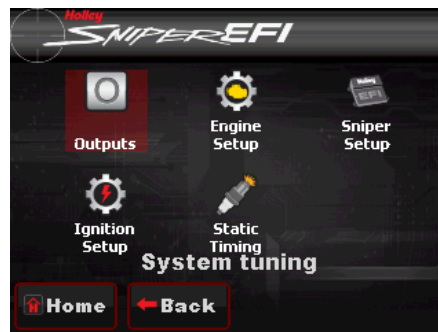 Holley
SNIPER EFI
Outputs
Engine
Setup
Holley
EFI
Sniper
Setup
Ignition
Setup
Static
Timing
System tuning
Home
Back